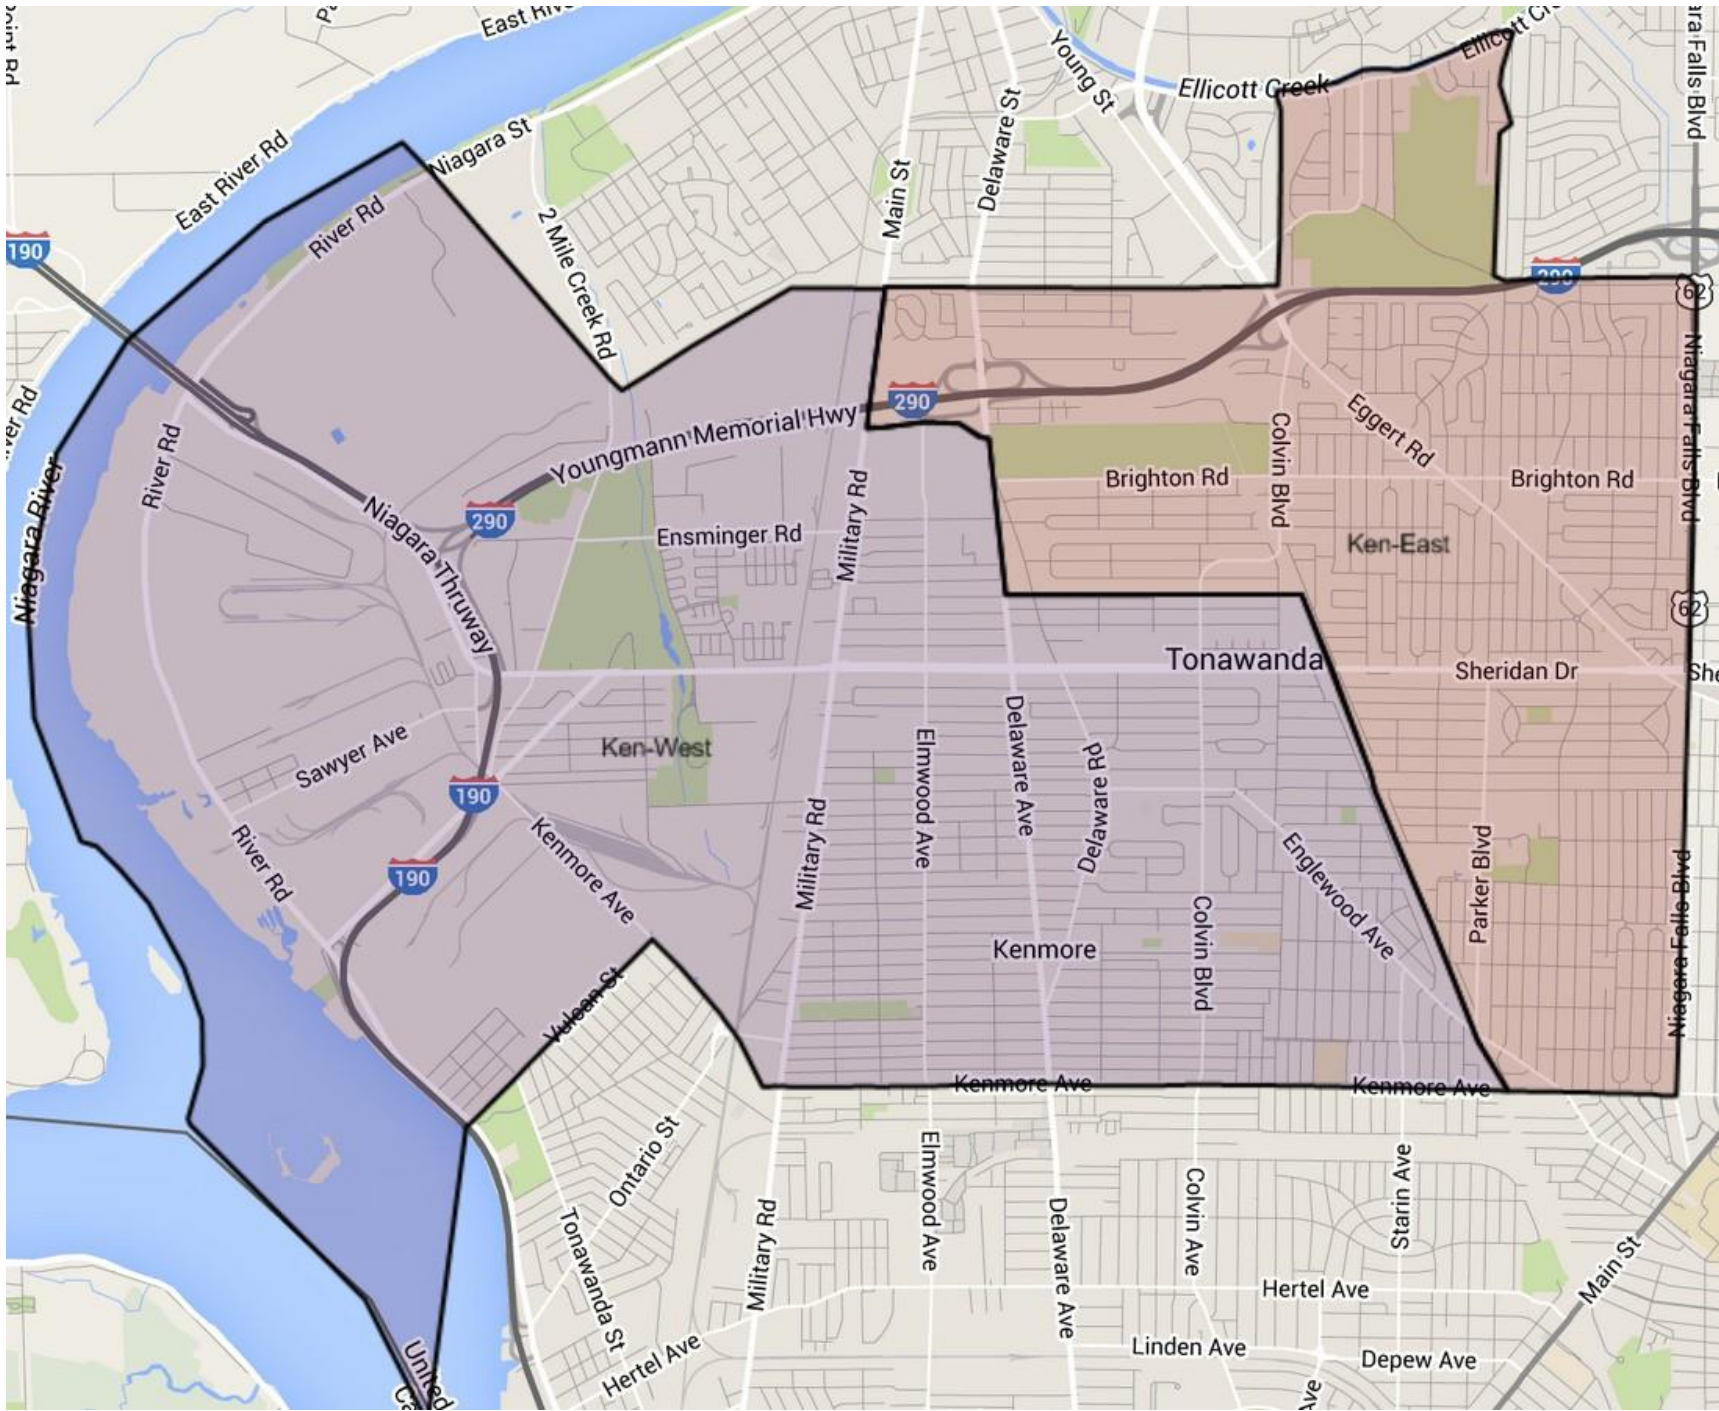 East River
Ellicott Cr
Young St
Ellicott Creek
Niagara Falls Blvd
Delaware St
Niagara St
East River Rd
Main St
River Rd
2 Mile Creek Rd
190
290
62
Niagara Falls Blvd
290
Youngmann Memorial Hwy
Colvin Blvd
Eggert Rd
River Rd
Brighton Rd
Brighton Rd
Military Rd
290
Niagara Thruway
Ensminger Rd
Ken-East
Niagara River
62
Tonawanda
Sheridan Dr
She
Delaware Ave
Sawyer Ave
Ken-West
Elmwood Ave
Delaware Rd
190
River Rd
Kenmore Ave
Military Rd
Englewood Ave
Parker Blvd
190
Niagara Falls Blvd
Kenmore
Colvin Blvd
Vulcan St
Kenmore Ave
Kenmore Ave
Ontario St
Elmwood Ave
Colvin Ave
Starin Ave
Tonawanda St
Military Rd
Delaware Ave
Main St
Hertel Ave
Hertel Ave
Linden Ave
Depew Ave
United
Ca
Ave